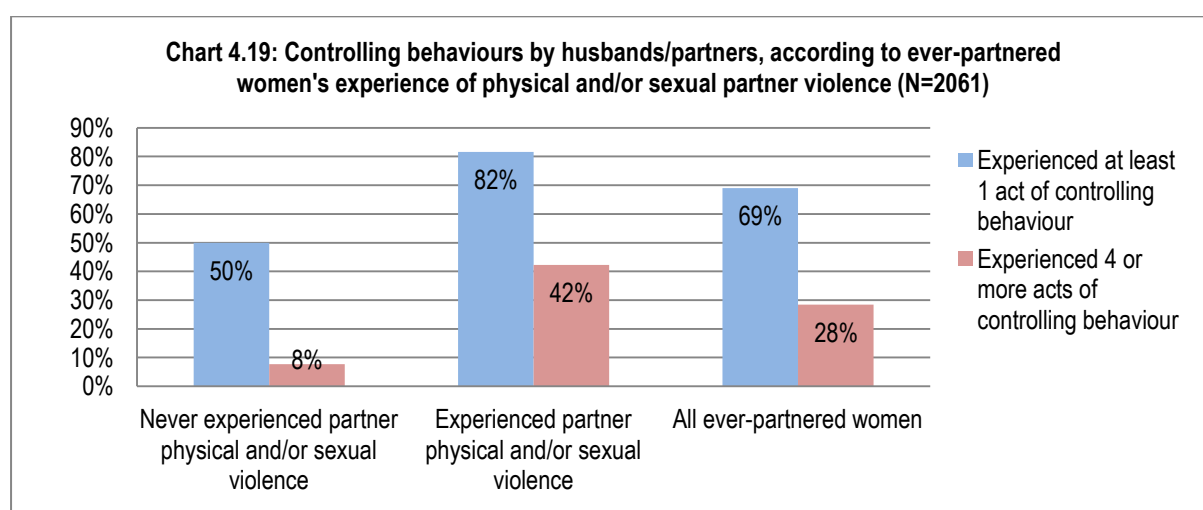 Chart 4.19: Controlling behaviours by husbands/partners, according to ever-partnered
women's experience of physical and/or sexual partner violence (N=2061)
90%
80%
70%
60%
50%
40%
30%
20%
10%
0%
50%
8%
82%
42%
69%
28%
Never experienced partner
physical and/or sexual
violence
Experienced partner
physical and/or sexual
violence
All ever-partnered women
Experienced at least
1 act of controlling
behaviour
Experienced 4 or
more acts of
controlling behaviour